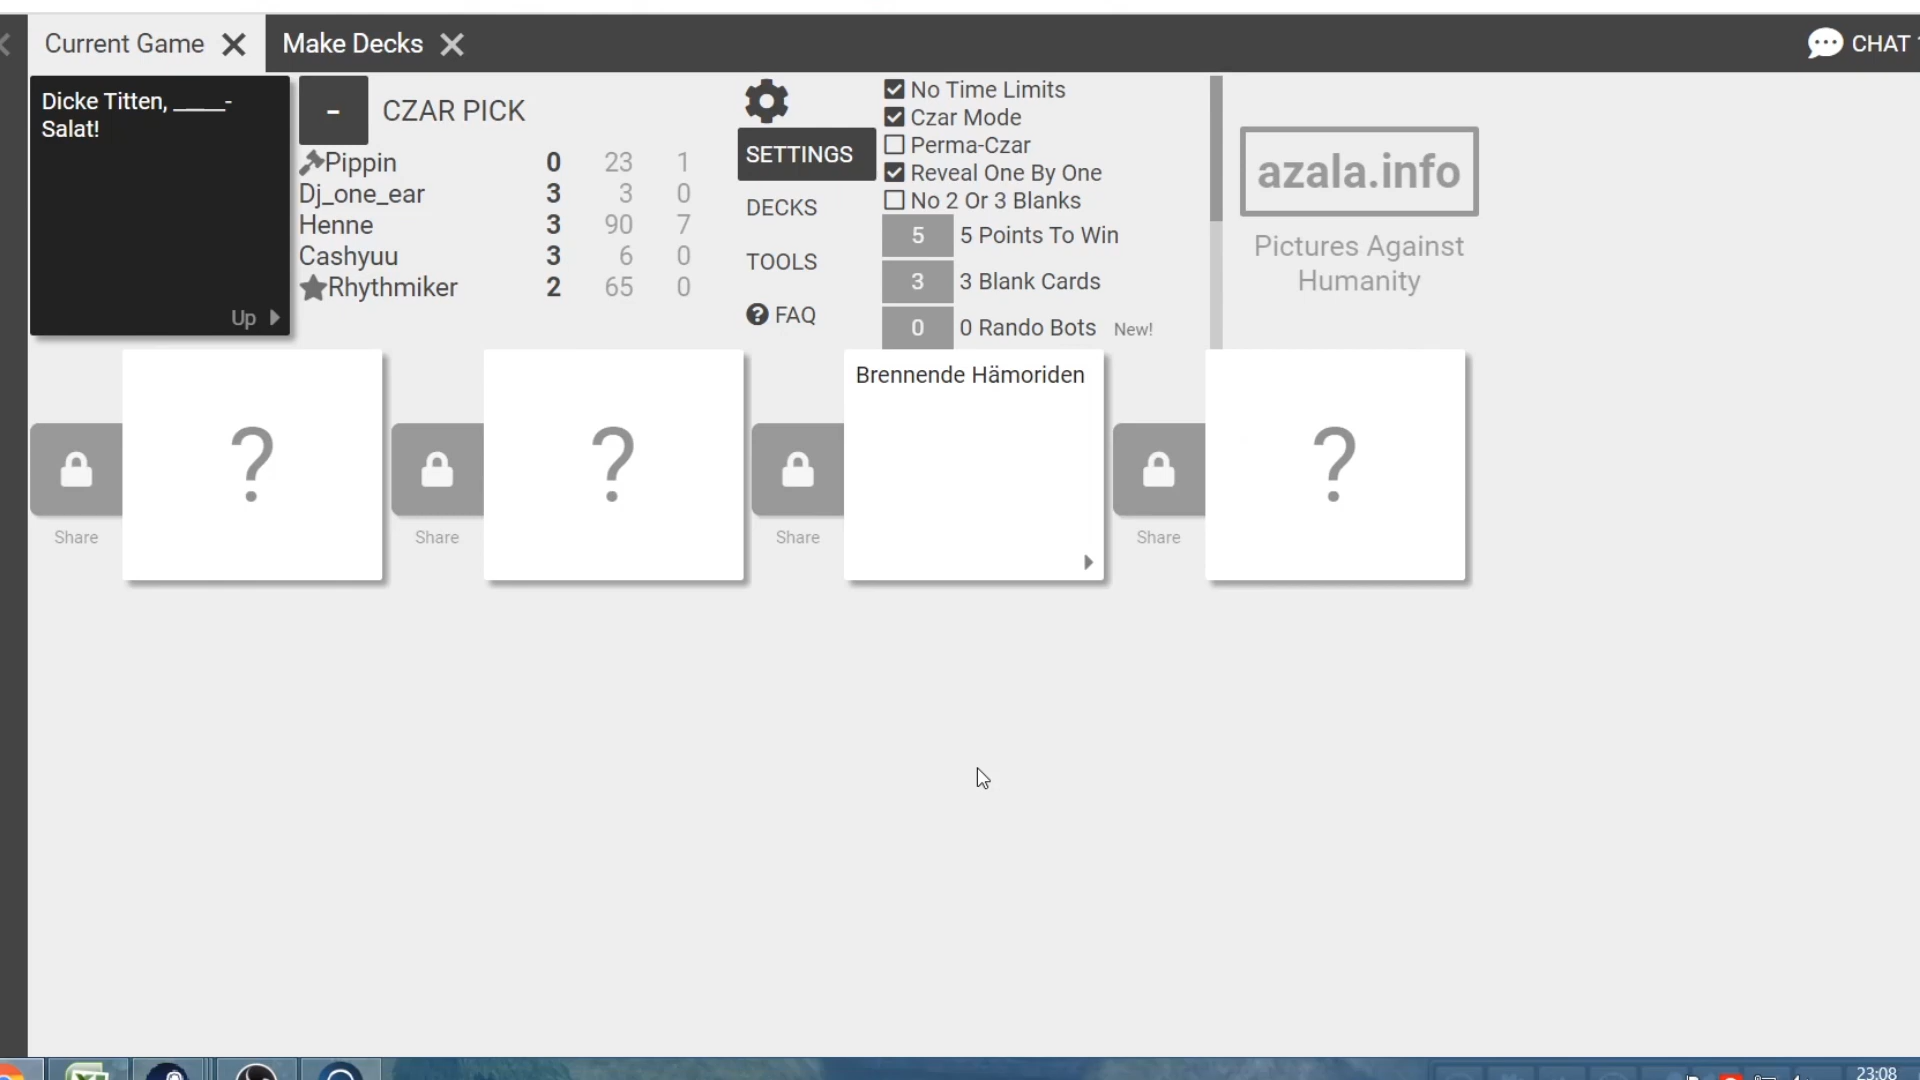 Current Game
Make Decks
CHAT
Dicke Titten, _____-
Salat!
Up
-
CZAR PICK
Pippin 0 23 1
Dj_one_ear 3 3 0
Henne 3 90 7
Cashyuu 3 6 0
Rhythmiker 2 65 0
SETTINGS
DECKS
TOOLS
? FAQ
No Time Limits
Czar Mode
Perma-Czar
Reveal One By One
No 2 Or 3 Blanks
5 5 Points To Win
3 3 Blank Cards
0 0 Rando Bots New!
azala.info
Pictures Against
Humanity
Share
?
Share
?
Share
Brennende Hämoriden
Share
?
23:08